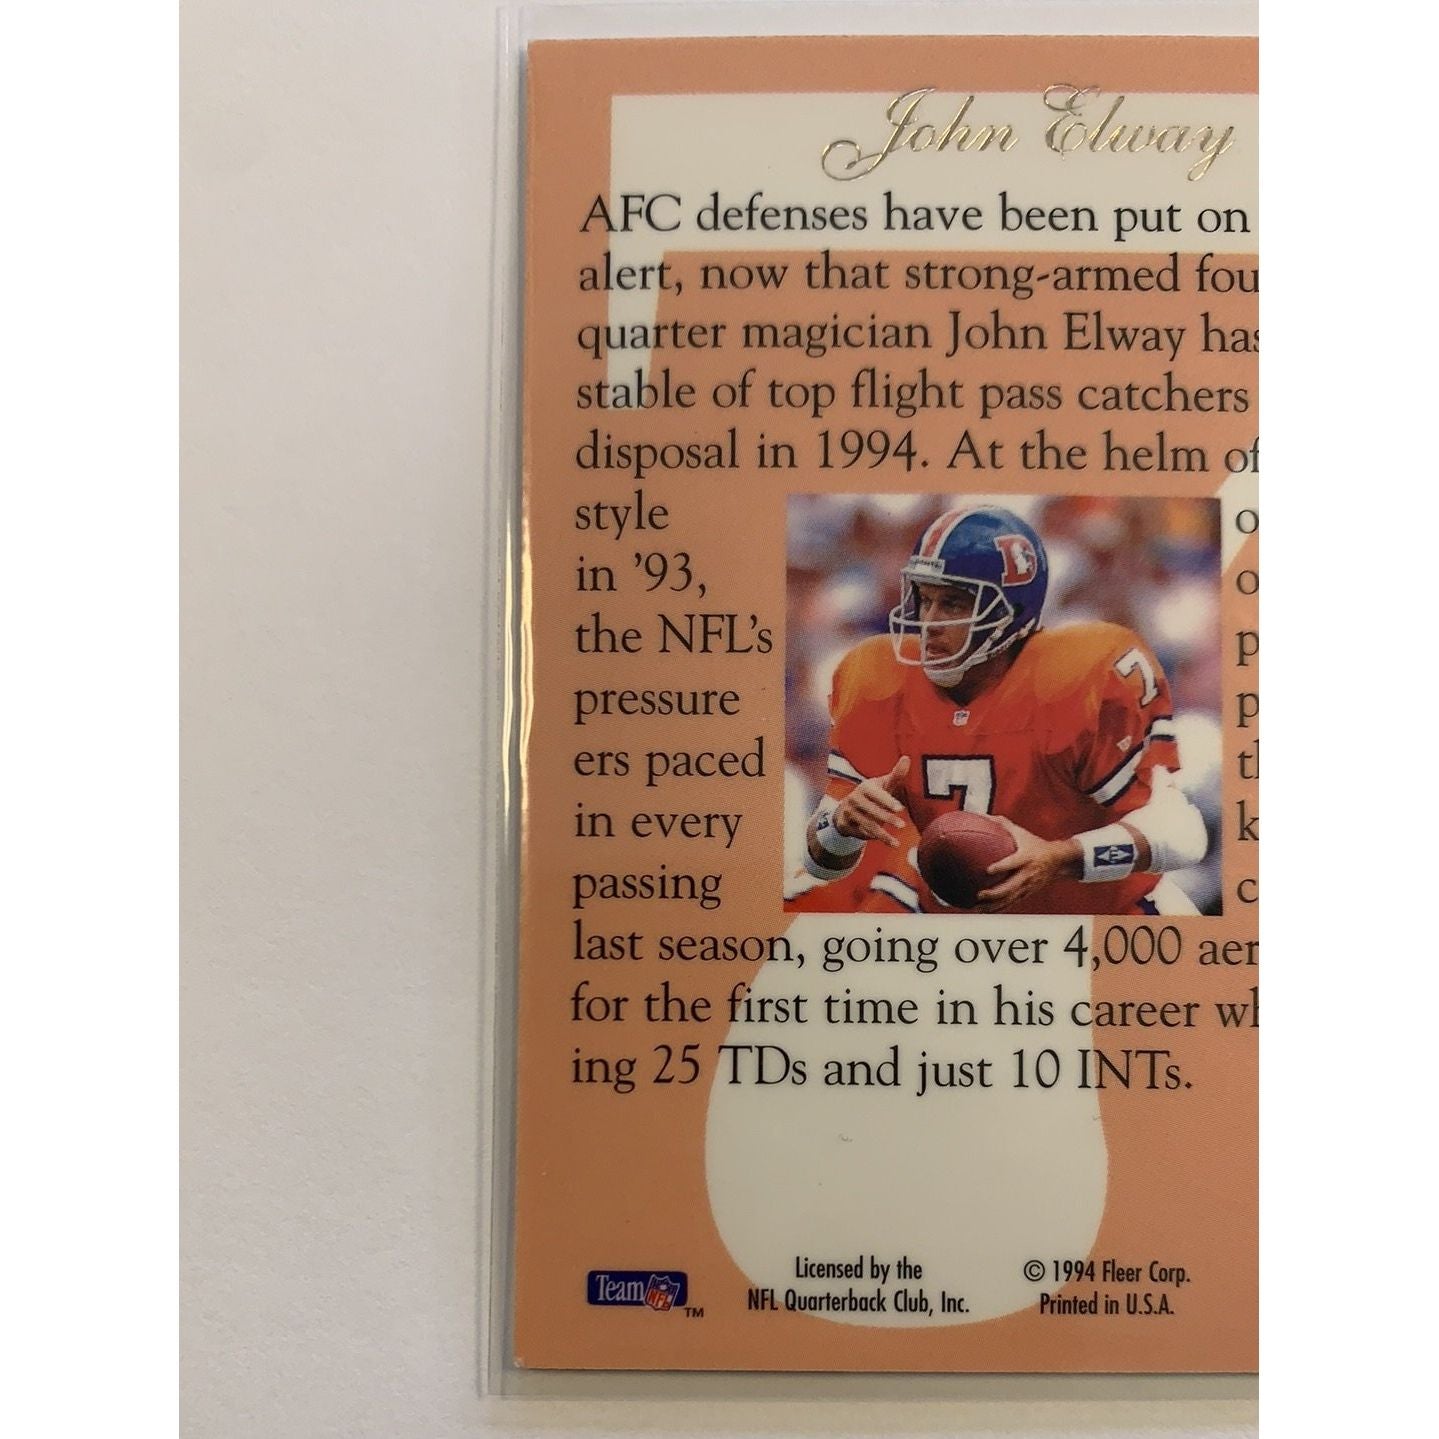 John Elway
AFC defenses have been put on
alert, now that strong-armed fou
quarter magician John Elway has
stable of top flight pass catchers
disposal in 1994. At the helm of
style o
in '93, o
the NFL's p
pressure p
ers paced th
in every k
passing c
last season, going over 4,000 aer
for the first time in his career wh
ing 25 TDs and just 10 INTs.
7
7
Team NFL TM
Licensed by the
NFL Quarterback Club, Inc.
© 1994 Fleer Corp.
Printed in U.S.A.